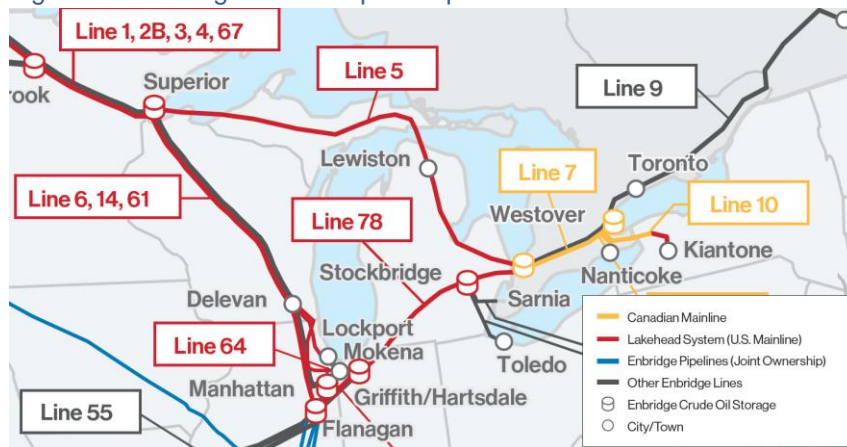 Line 1, 2B, 3, 4, 67
rook
Superior
Line 5
Line 9
Lewiston
Toronto
Line 7
Line 6, 14, 61
Westover
Line 10
Line 78
Kiantone
Stockbridge
Nanticoke
Delevan
Sarnia
Lockport
Mokena
Line 64
Toledo
Manhattan
Griffith/Hartsdale
Line 55
Flanagan
Canadian Mainline
Lakehead System (U.S. Mainline)
Enbridge Pipelines (Joint Ownership)
Other Enbridge Lines
Enbridge Crude Oil Storage
City/Town